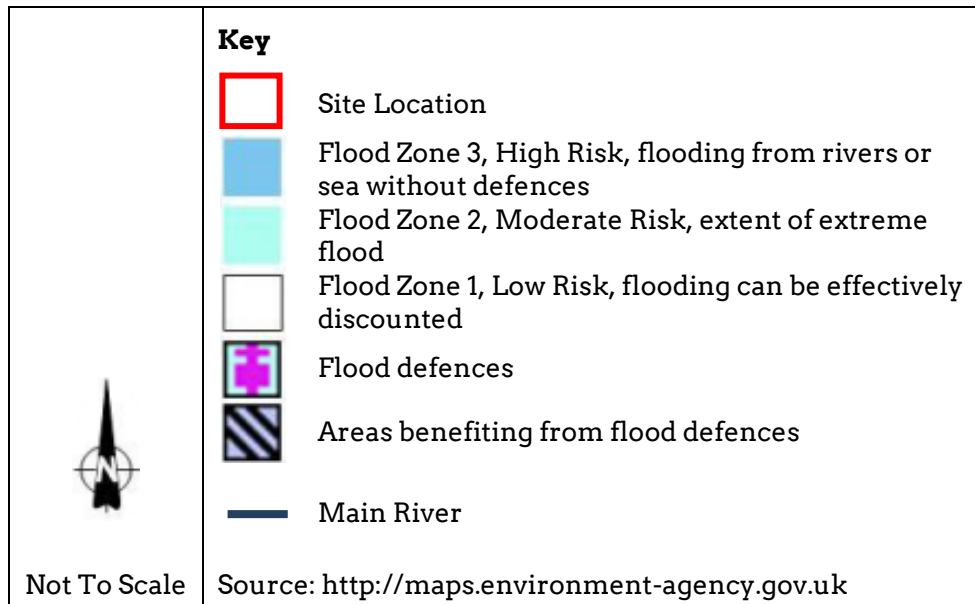 Key
Site Location
Flood Zone 3, High Risk, flooding from rivers or
sea without defences
Flood Zone 2, Moderate Risk, extent of extreme
flood
Flood Zone 1, Low Risk, flooding can be effectively
discounted
Flood defences
Areas benefiting from flood defences
N
Main River
Not To Scale
Source: http://maps.environment-agency.gov.uk